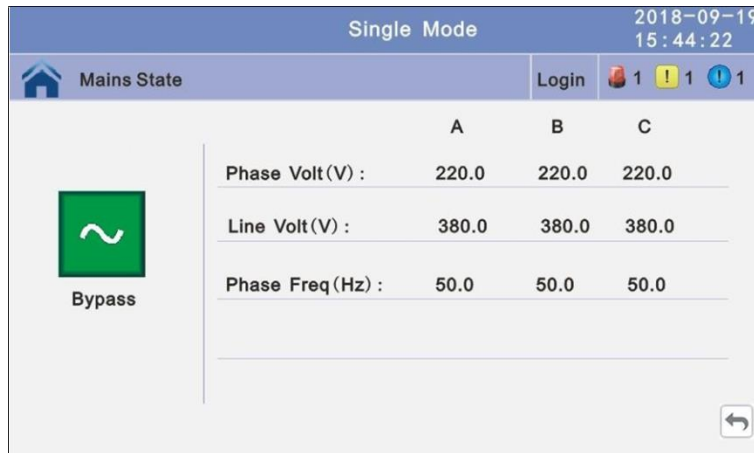 Single Mode
2018-09-19
15:44:22
Mains State Login 1 ! 1 ! 1
A B C
Phase Volt(V): 220.0 220.0 220.0
Line Volt(V): 380.0 380.0 380.0
Phase Freq(Hz): 50.0 50.0 50.0
Bypass